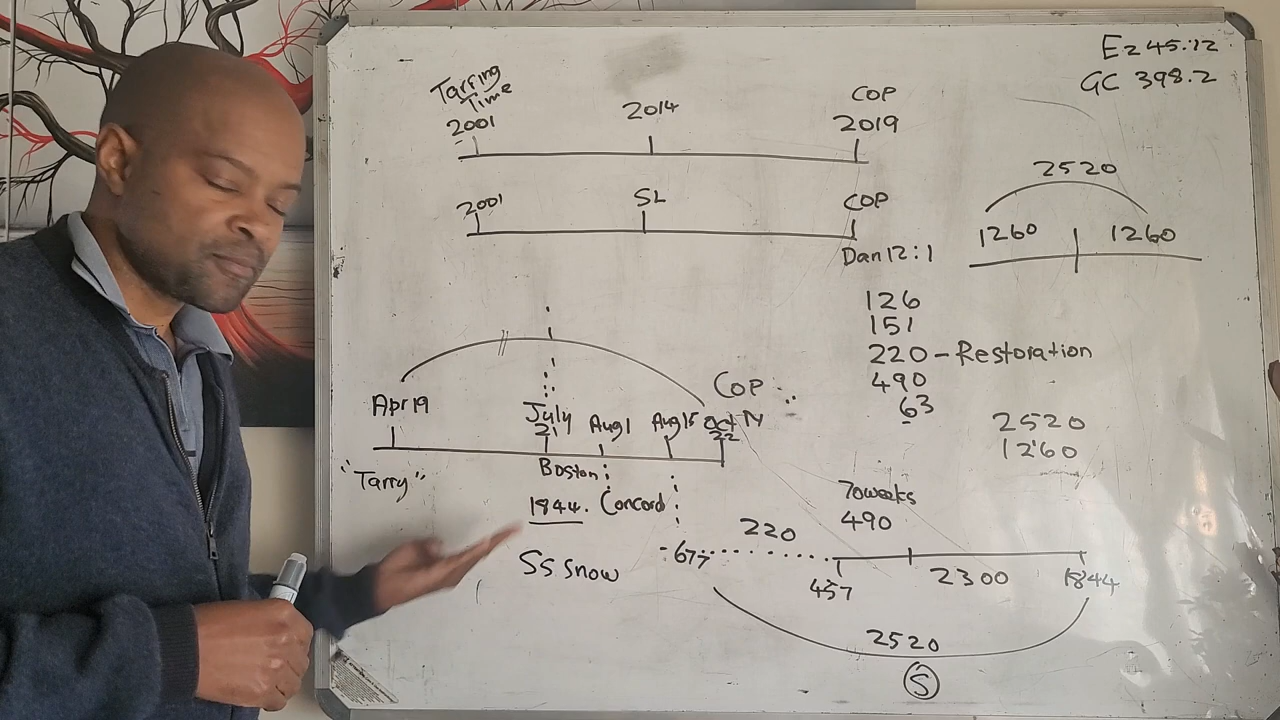 Ez 45:12
GC 398.2
Tarring
Time
2001
2014
COP
2019
2001
SL
COP
Dan 12:1
2520
1260
1260
126
151
220 - Restoration
490
63
2520
1260
Apr 19
July
21
Aug 1
Aug 15
Oct
22
COP
"Tarry"
Boston
1844.
Concord
SS Snow
70 weeks
490
220
-677
457
2300
1844
2520
S